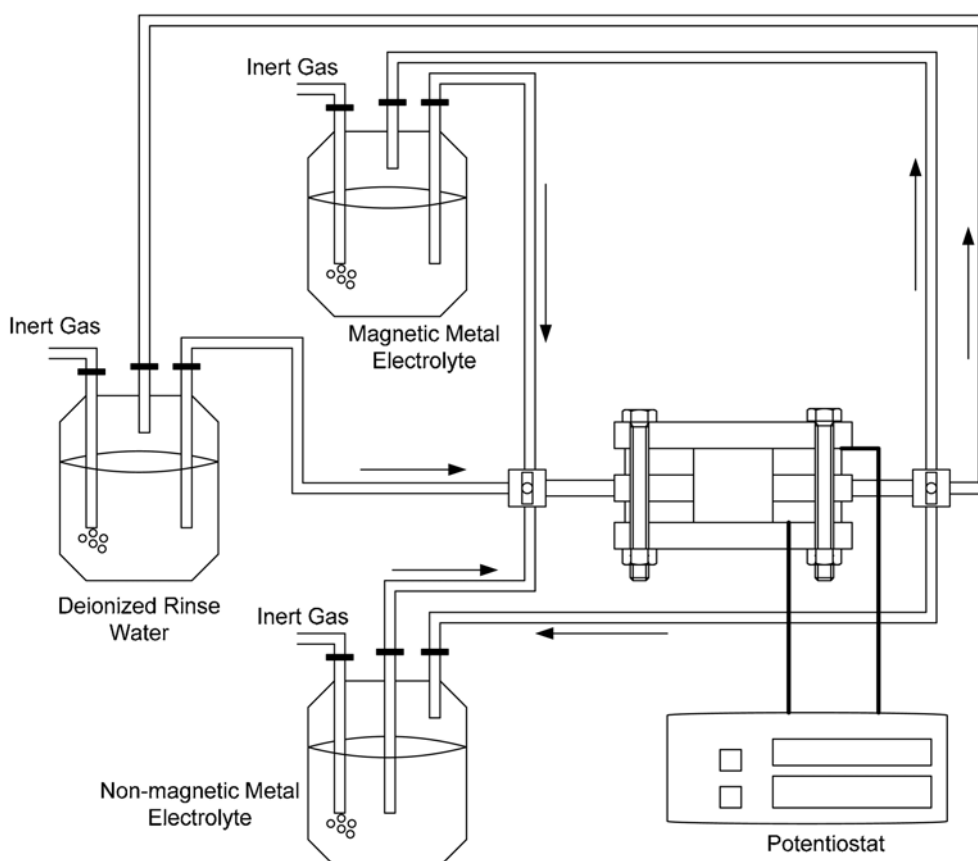 Inert Gas
Magnetic Metal
Electrolyte
Inert Gas
Deionized Rinse
Water
Inert Gas
Non-magnetic Metal
Electrolyte
Potentiostat